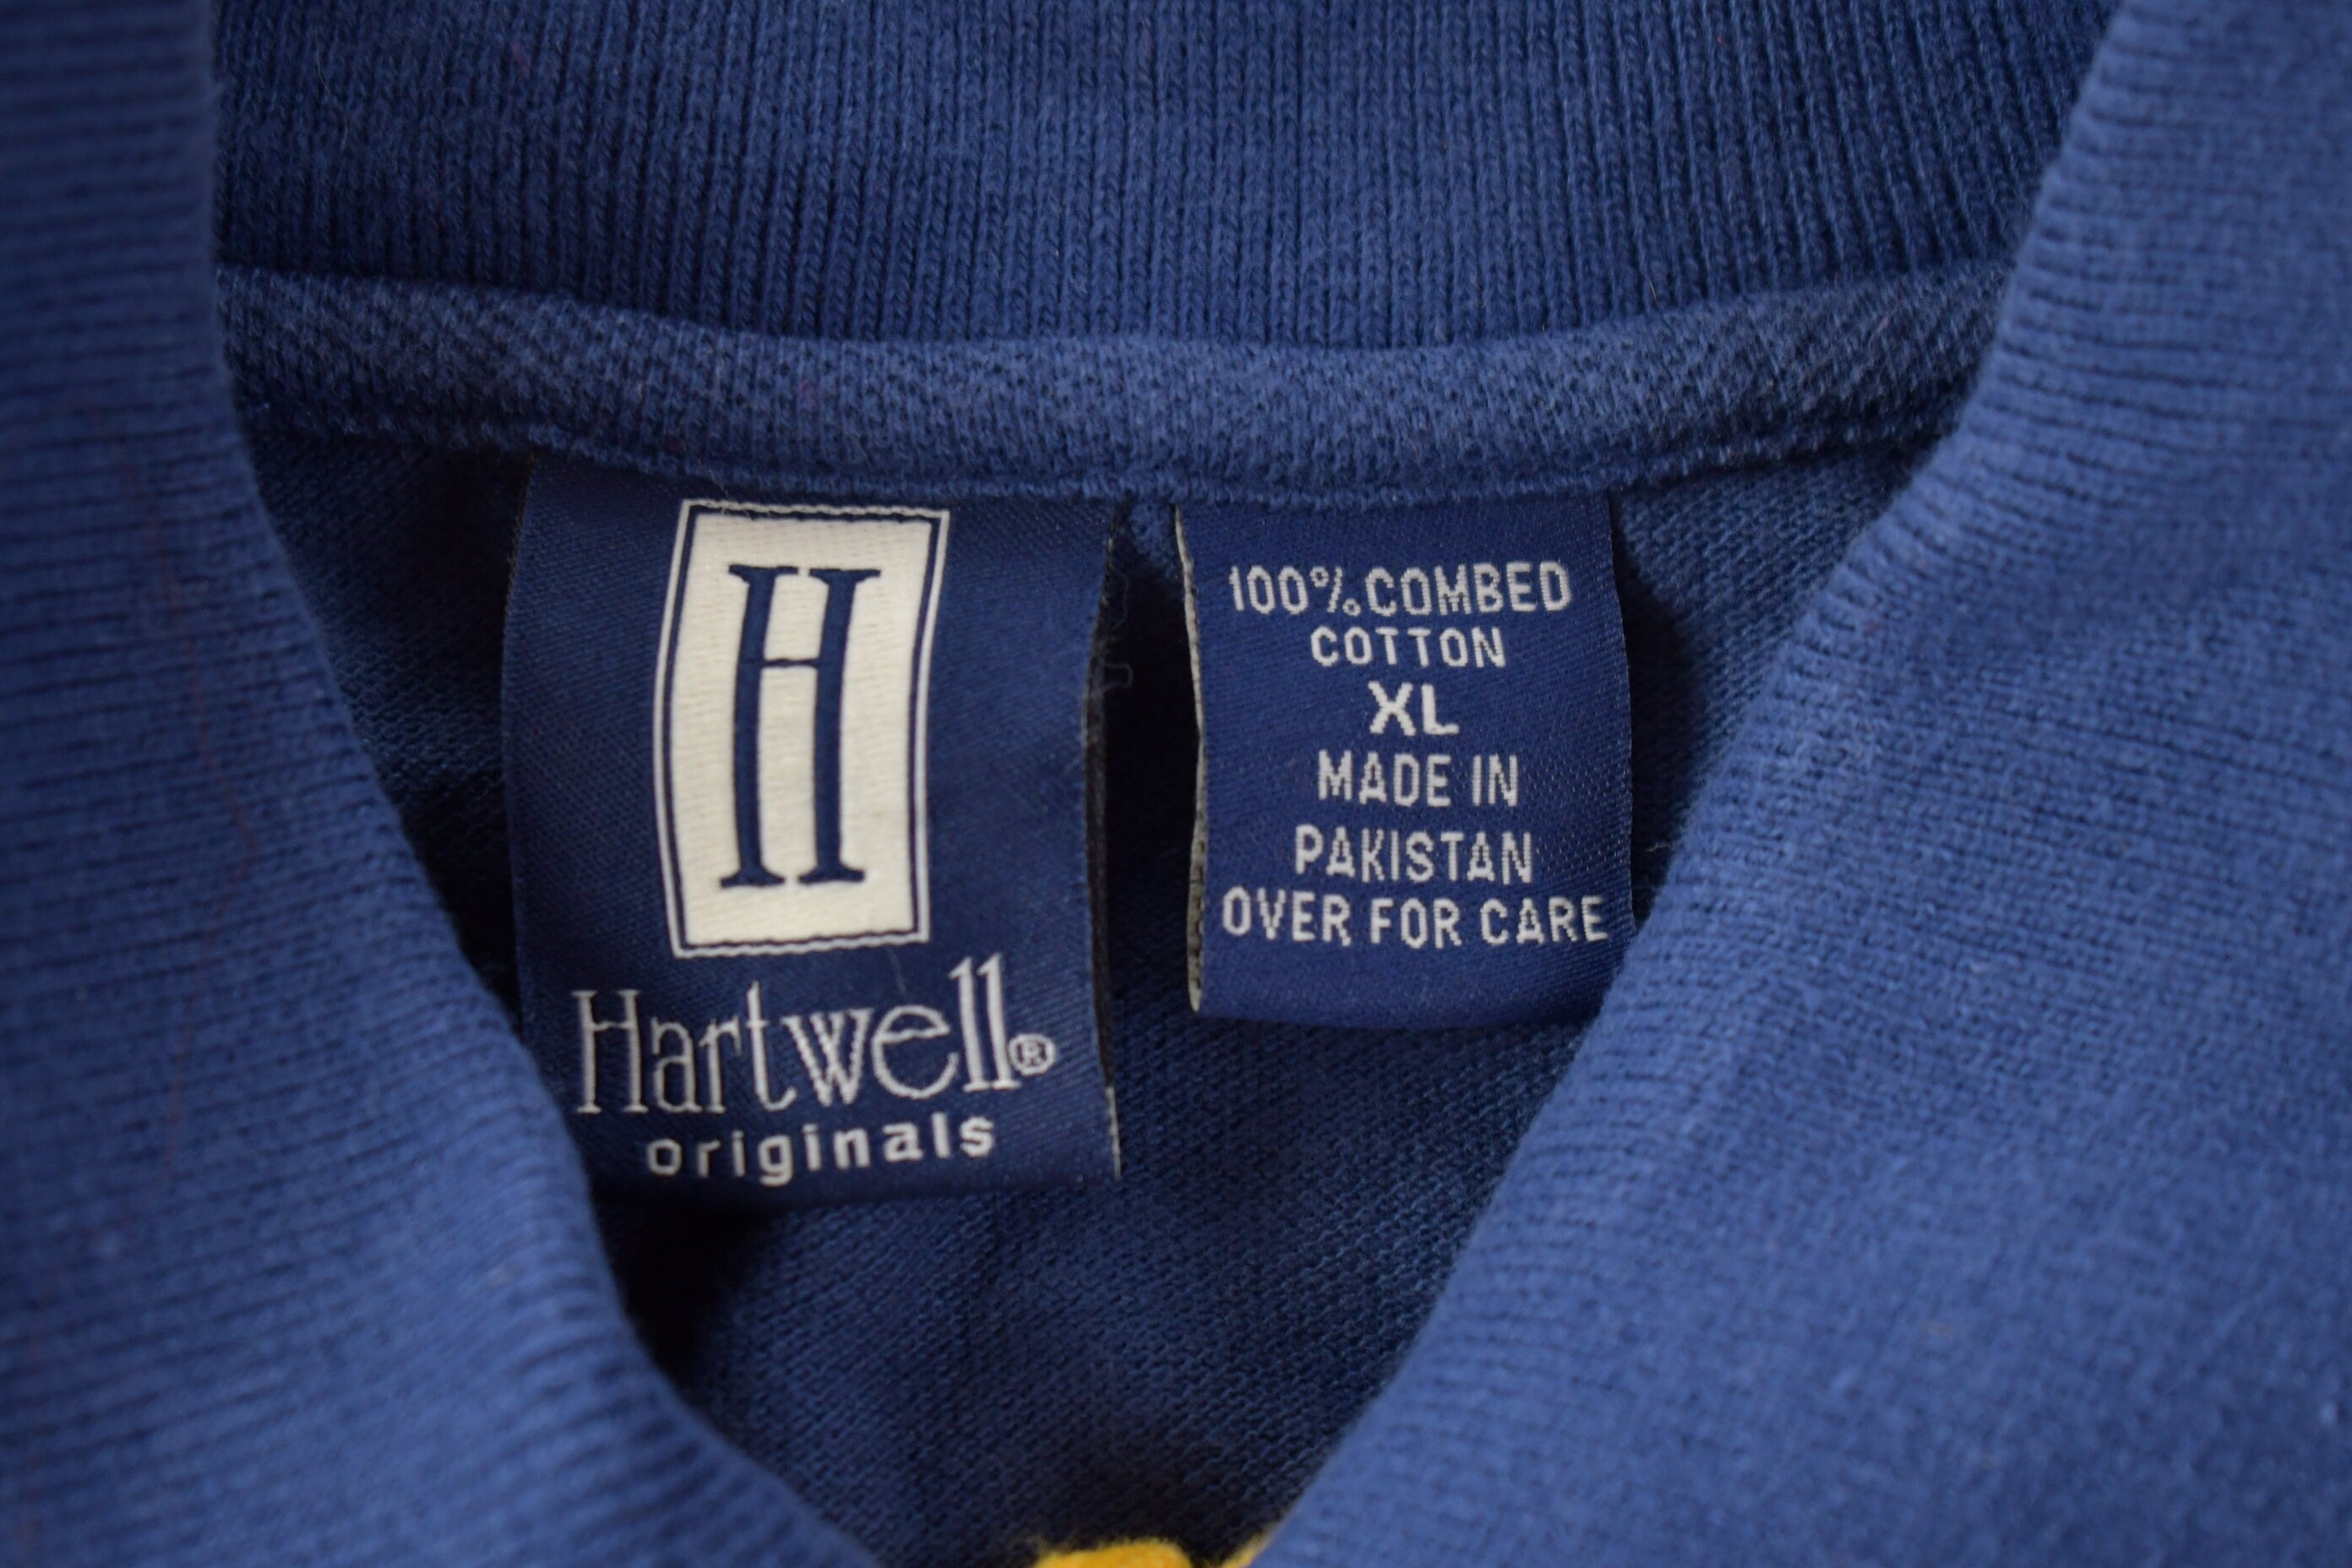 H
Hartwell®
originals
100% COMBED
COTTON
XL
MADE IN
PAKISTAN
OVER FOR CARE